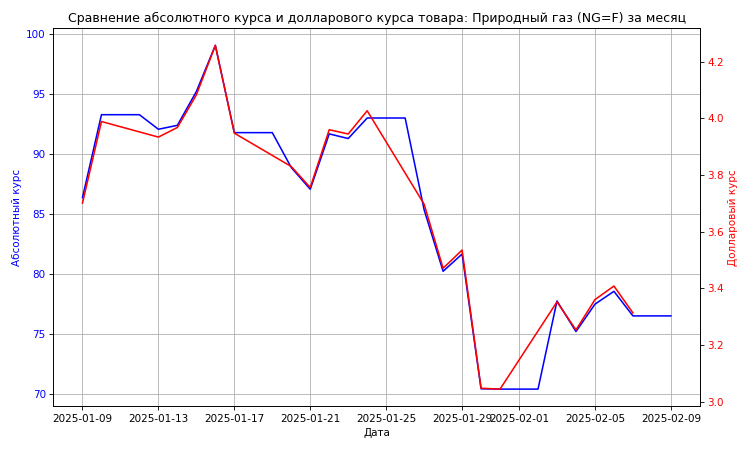 Сравнение абсолютного курса и долларового курса товара: Природный газ (NG=F) за месяц
100
95
90
85
80
75
70
Абсолютный курс
4.2
4.0
3.8
3.6
3.4
3.2
3.0
Долларовый курс
2025-01-09 2025-01-13 2025-01-17 2025-01-21 2025-01-25 2025-01-29 2025-02-01 2025-02-05 2025-02-09
Дата